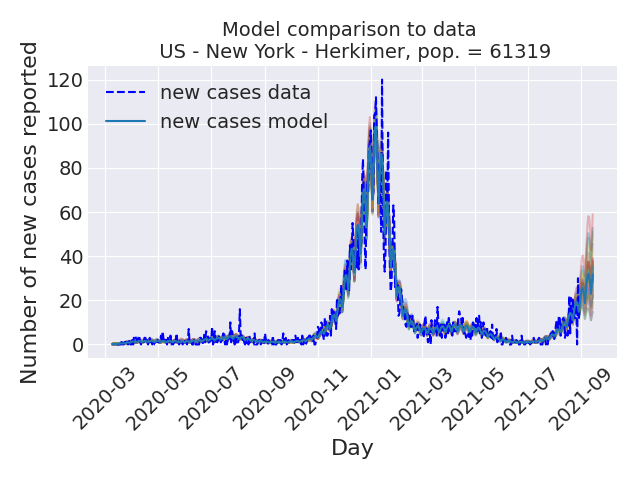 Model comparison to data
US - New York - Herkimer, pop. = 61319
Number of new cases reported
120
100
80
60
40
20
0
new cases data
new cases model
2020-03
2020-05
2020-07
2020-09
2020-11
2021-01
2021-03
2021-05
2021-07
2021-09
Day